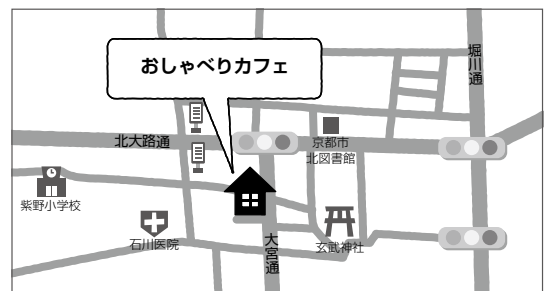 おしゃべりカフェ
堀川通
北大路通
京都市
北図書館
紫野小学校
石川医院
大宮通
玄武神社